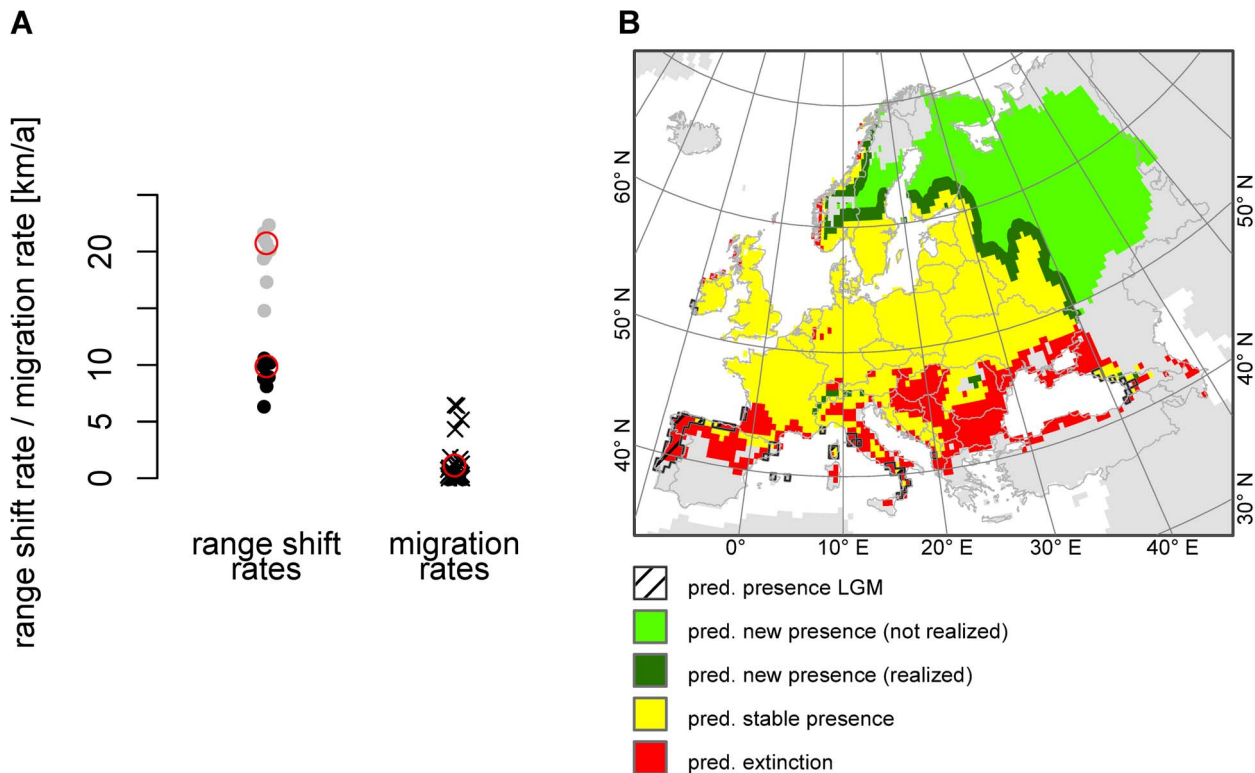 A
range shift rate / migration rate [km/a]
20
10
5
0
range shift
rates
migration
rates
B
60° N
50° N
40° N
50° N
40° N
30° N
0°
10° E
20° E
30° E
40° E
pred. presence LGM
pred. new presence (not realized)
pred. new presence (realized)
pred. stable presence
pred. extinction